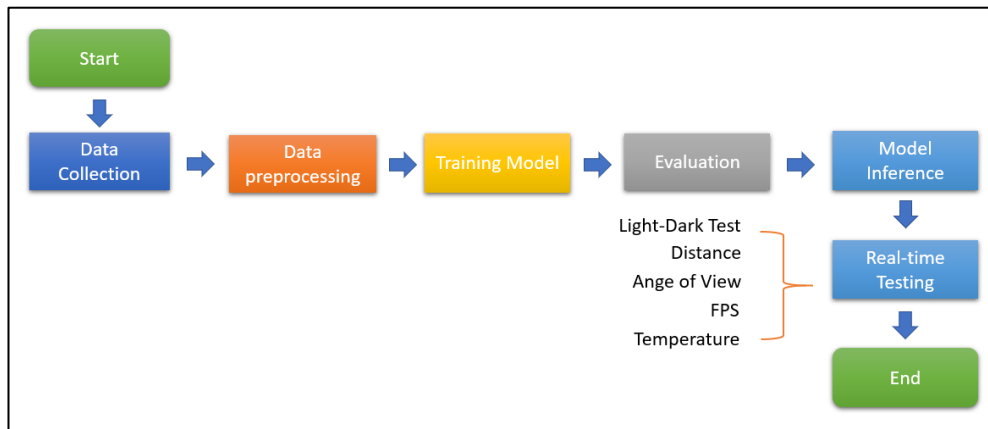 Start
Data
Collection
Data
preprocessing
Training Model
Evaluation
Model
Inference
Light-Dark Test
Distance
Ange of View
FPS
Temperature
Real-time
Testing
End